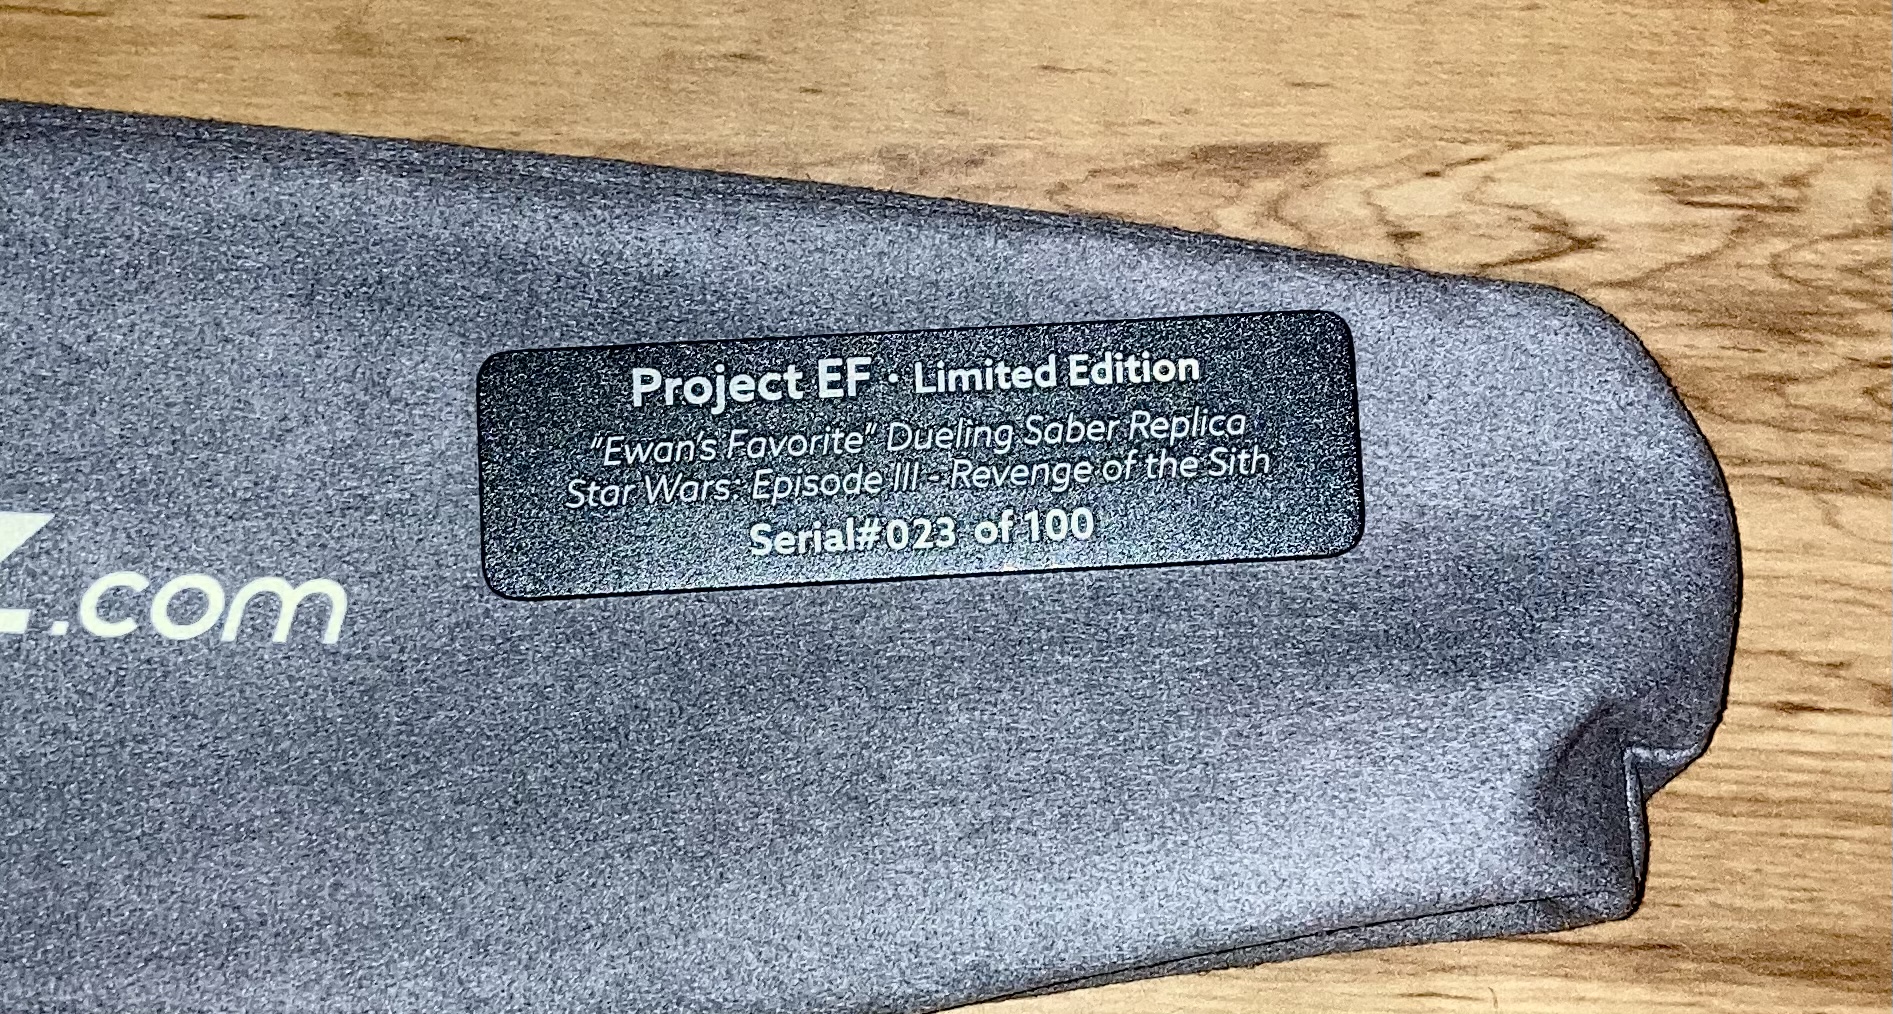 Project EF · Limited Edition
"Ewan's Favorite" Dueling Saber Replica
Star Wars: Episode III - Revenge of the Sith
Serial#023 of 100
Z.com